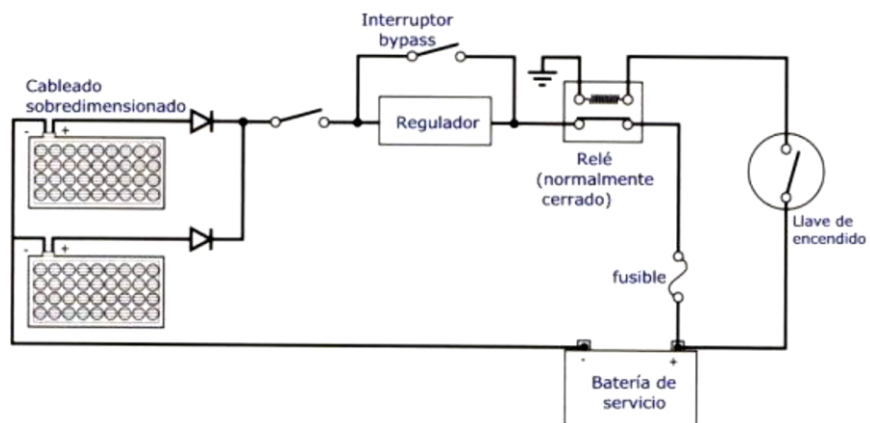 Interruptor
bypass
Cableado
sobredimensionado
- +
Regulador
Relé
(normalmente
cerrado)
Llave de
encendido
- +
fusible
- +
Batería de
servicio